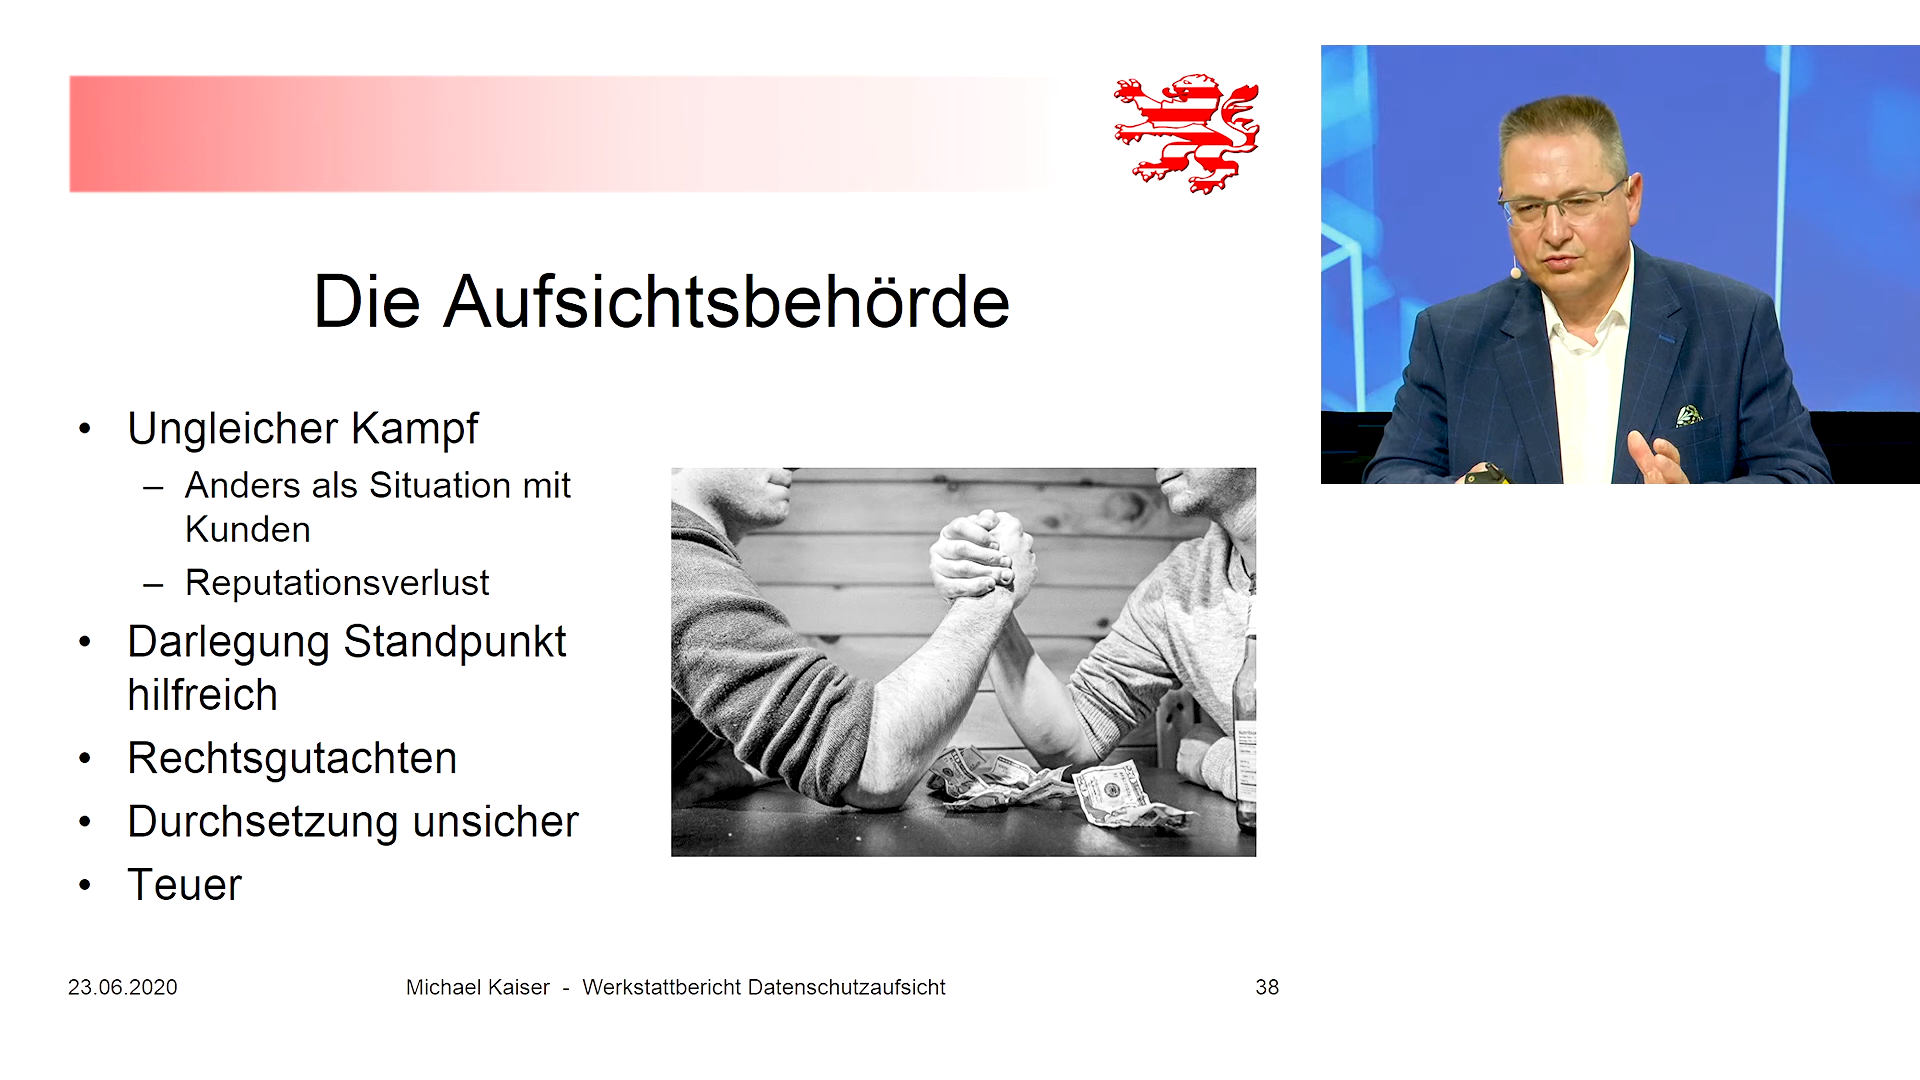 Die Aufsichtsbehörde
• Ungleicher Kampf
– Anders als Situation mit
Kunden
– Reputationsverlust
• Darlegung Standpunkt
hilfreich
• Rechtsgutachten
• Durchsetzung unsicher
• Teuer
23.06.2020 Michael Kaiser - Werkstattbericht Datenschutzaufsicht 38